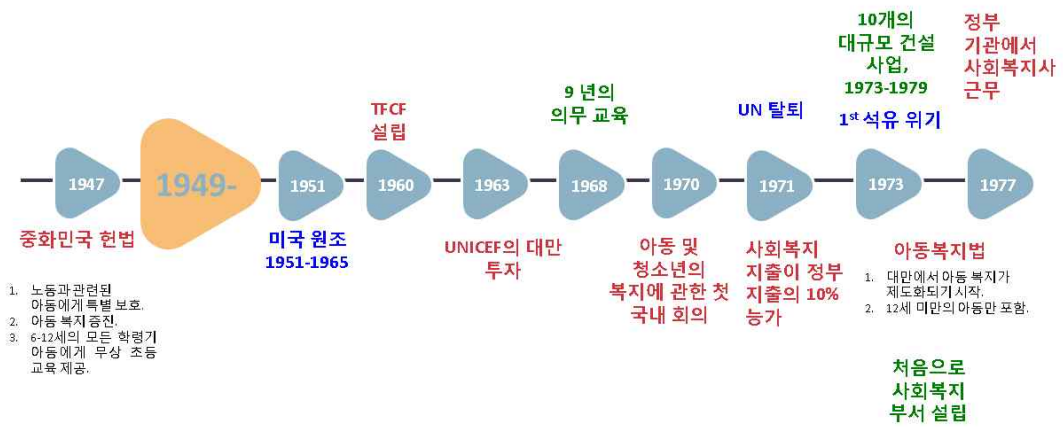 10개의
대규모 건설
사업,
1973-1979
정부
기관에서
사회복지사
근무
TFCF
설립
9 년의
의무 교육
UN 탈퇴
1st 석유 위기
1947
1949-
1951
1960
1963
1968
1970
1971
1973
1977
중화민국 헌법
1. 노동과 관련된
아동에게 특별 보호.
2. 아동 복지 증진.
3. 6-12세의 모든 학령기
아동에게 무상 초등
교육 제공.
미국 원조
1951-1965
UNICEF의 대만
투자
아동 및
청소년의
복지에 관한 첫
국내 회의
사회복지
지출이 정부
지출의 10%
능가
아동복지법
1. 대만에서 아동 복지가
제도화되기 시작.
2. 12세 미만의 아동만 포함.
처음으로
사회복지
부서 설립